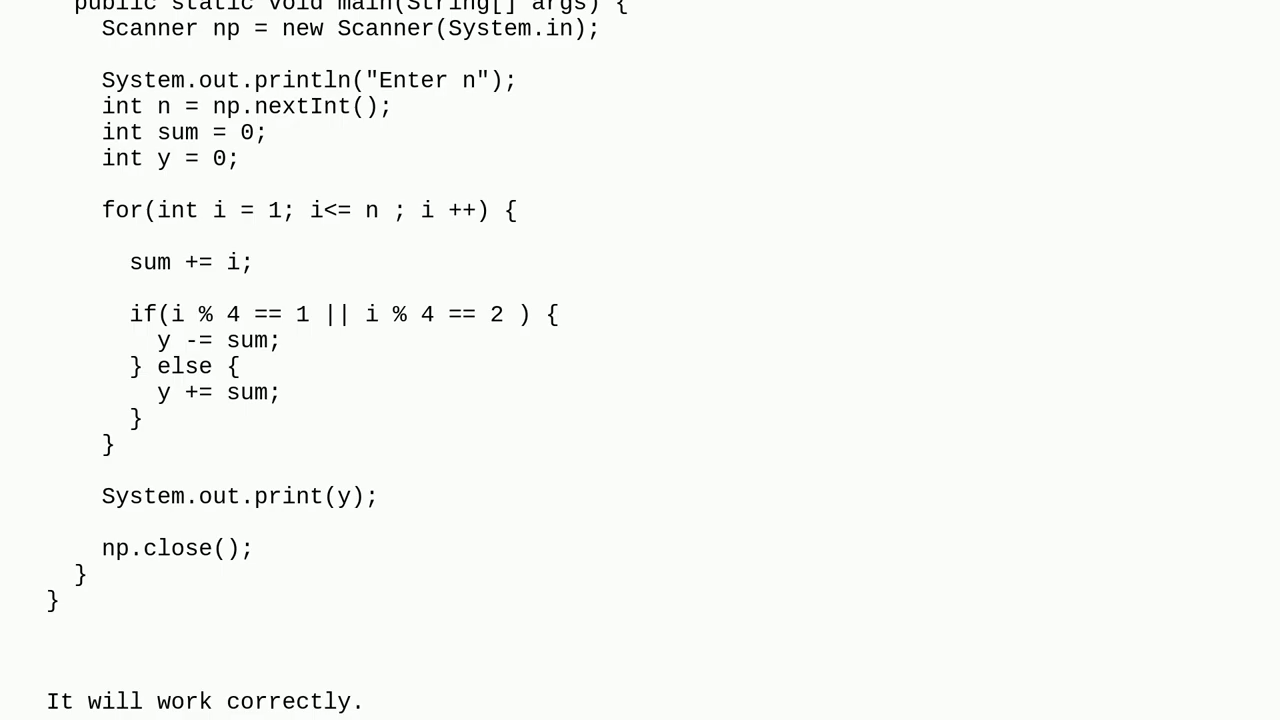 public static void main(String[] args) {
Scanner np = new Scanner(System.in);
System.out.println("Enter n");
int n = np.nextInt();
int sum = 0;
int y = 0;
for(int i = 1; i<= n ; i ++) {
sum += i;
if(i % 4 == 1 || i % 4 == 2 ) {
y -= sum;
} else {
y += sum;
}
}
System.out.print(y);
np.close();
}
}
It will work correctly.